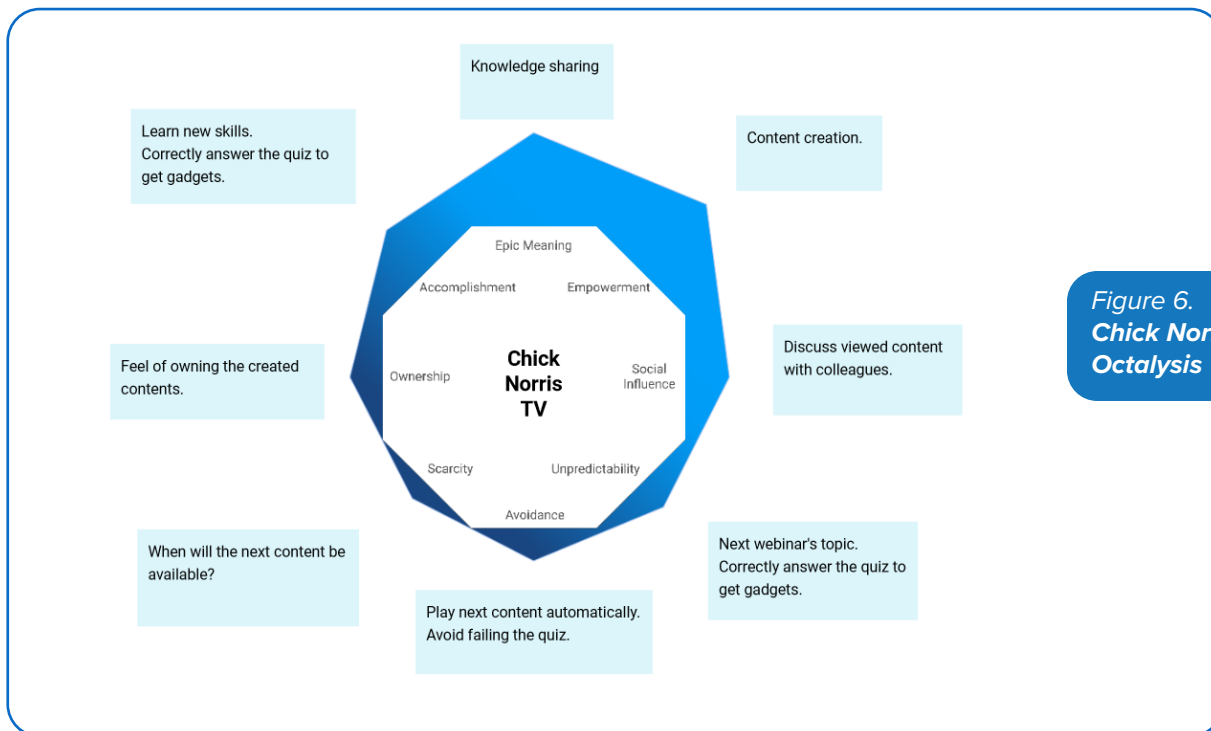 Knowledge sharing
Learn new skills.
Correctly answer the quiz to
get gadgets.
Content creation.
Epic Meaning
Accomplishment
Empowerment
Feel of owning the created
contents.
Ownership
Chick
Norris
TV
Social
Influence
Discuss viewed content
with colleagues.
Scarcity
Unpredictability
Avoidance
When will the next content be
available?
Play next content automatically.
Avoid failing the quiz.
Next webinar's topic.
Correctly answer the quiz to
get gadgets.
Figure 6.
Chick Nor
Octalysis